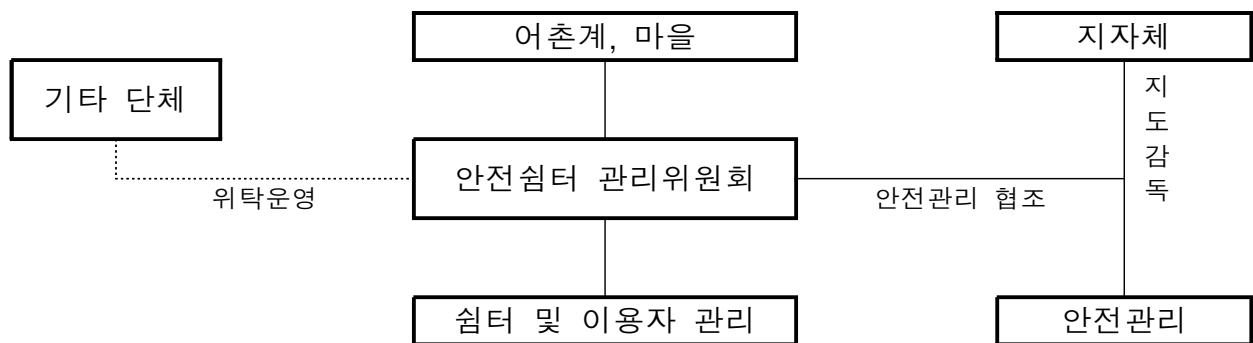 어촌계, 마을
지자체
기타 단체
지도감독
안전쉼터 관리위원회
위탁운영
안전관리 협조
쉼터 및 이용자 관리
안전관리